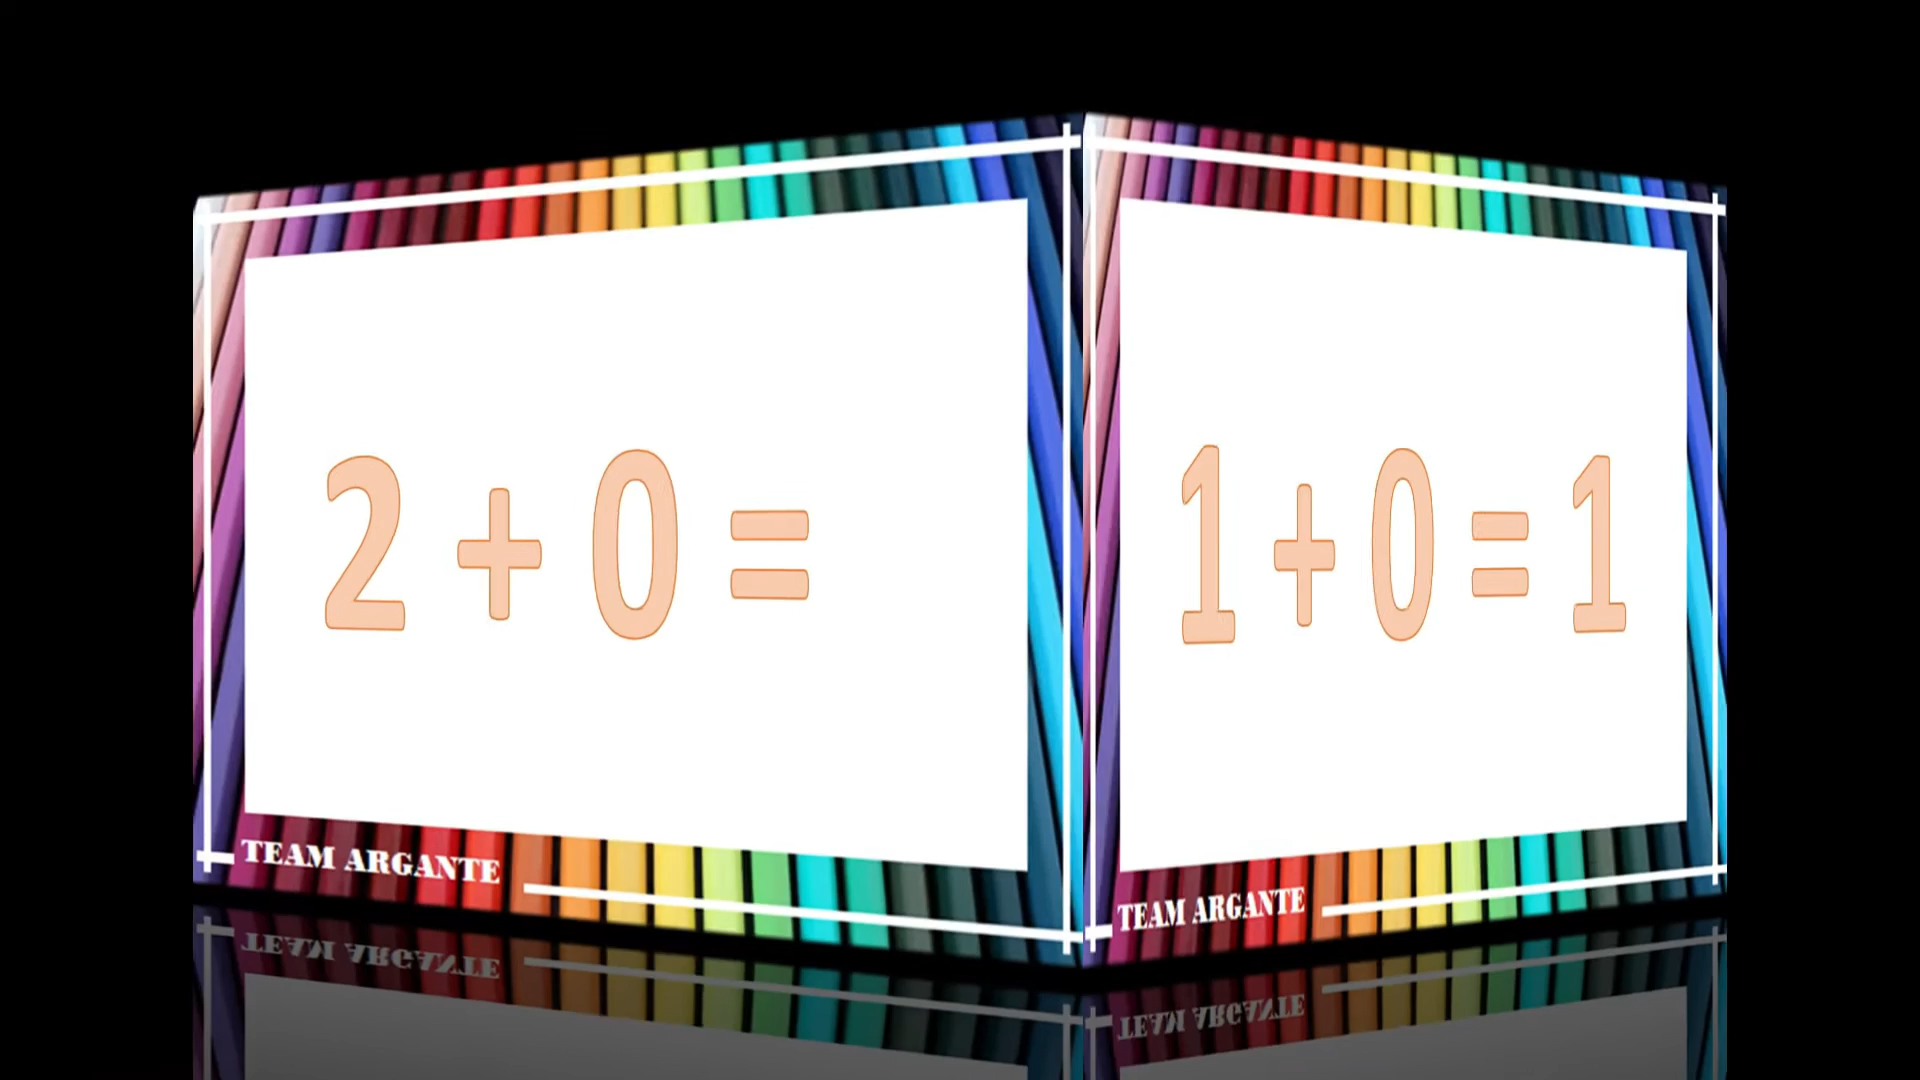 2 + 0 =
TEAM ARGANTE
1 + 0 = 1
TEAM ARGANTE